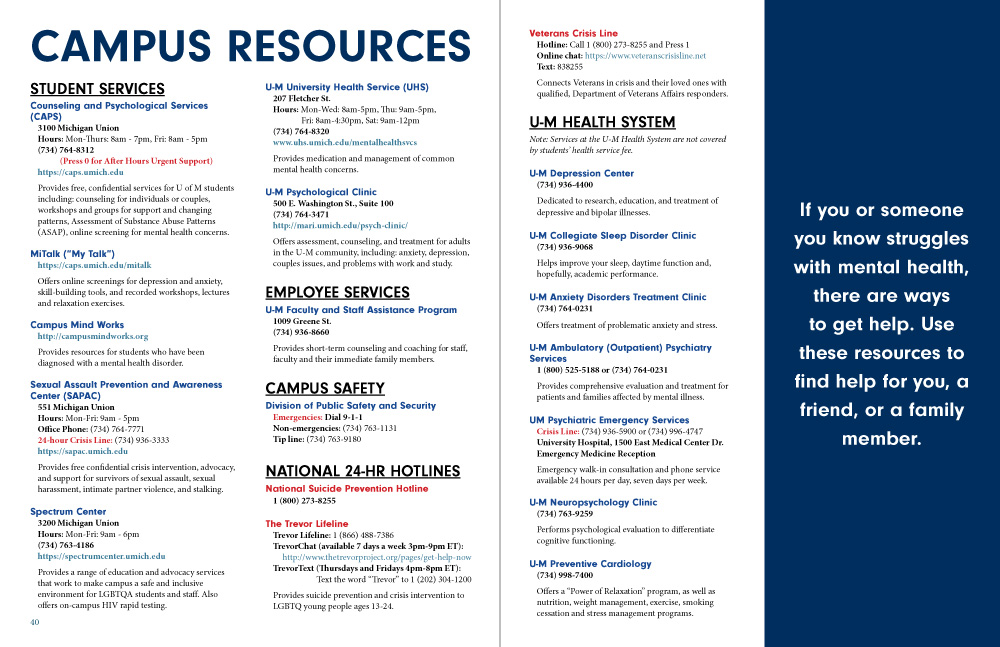 CAMPUS RESOURCES
STUDENT SERVICES
Counseling and Psychological Services
(CAPS)
3100 Michigan Union
Hours: Mon-Thurs: 8am - 7pm, Fri: 8am - 5pm
(734) 764-8312
(Press 0 for After Hours Urgent Support)
https://caps.umich.edu
Provides free, confidential services for U of M students
including: counseling for individuals or couples,
workshops and groups for support and changing
patterns, Assessment of Substance Abuse Patterns
(ASAP), online screening for mental health concerns.
MiTalk (“My Talk”)
https://caps.umich.edu/mitalk
Offers online screenings for depression and anxiety,
skill-building tools, and recorded workshops, lectures
and relaxation exercises.
Campus Mind Works
http://campusmindworks.org
Provides resources for students who have been
diagnosed with a mental health disorder.
Sexual Assault Prevention and Awareness
Center (SAPAC)
551 Michigan Union
Hours: Mon-Fri: 9am - 5pm
Office Phone: (734) 764-7771
24-hour Crisis Line: (734) 936-3333
https://sapac.umich.edu
Provides free confidential crisis intervention, advocacy,
and support for survivors of sexual assault, sexual
harassment, intimate partner violence, and stalking.
Spectrum Center
3200 Michigan Union
Hours: Mon-Fri: 9am - 6pm
(734) 763-4186
https://spectrumcenter.umich.edu
Provides a range of education and advocacy services
that work to make campus a safe and inclusive
environment for LGBTQA students and staff. Also
offers on-campus HIV rapid testing.
40
U-M University Health Service (UHS)
207 Fletcher St.
Hours: Mon-Wed: 8am-5pm, Thu: 9am-5pm,
Fri: 8am-4:30pm, Sat: 9am-12pm
(734) 764-8320
www.uhs.umich.edu/mentalhealthsvcs
Provides medication and management of common
mental health concerns.
U-M Psychological Clinic
500 E. Washington St., Suite 100
(734) 764-3471
http://mari.umich.edu/psych-clinic/
Offers assessment, counseling, and treatment for adults
in the U-M community, including: anxiety, depression,
couples issues, and problems with work and study.
EMPLOYEE SERVICES
U-M Faculty and Staff Assistance Program
1009 Greene St.
(734) 936-8660
Provides short-term counseling and coaching for staff,
faculty and their immediate family members.
CAMPUS SAFETY
Division of Public Safety and Security
Emergencies: Dial 9-1-1
Non-emergencies: (734) 763-1131
Tip line: (734) 763-9180
NATIONAL 24-HR HOTLINES
National Suicide Prevention Hotline
1 (800) 273-8255
The Trevor Lifeline
Trevor Lifeline: 1 (866) 488-7386
TrevorChat (available 7 days a week 3pm-9pm ET):
http://www.thetrevorproject.org/pages/get-help-now
TrevorText (Thursdays and Fridays 4pm-8pm ET):
Text the word “Trevor” to 1 (202) 304-1200
Provides suicide prevention and crisis intervention to
LGBTQ young people ages 13-24.
Veterans Crisis Line
Hotline: Call 1 (800) 273-8255 and Press 1
Online chat: https://www.veteranscrisisline.net
Text: 838255
Connects Veterans in crisis and their loved ones with
qualified, Department of Veterans Affairs responders.
U-M HEALTH SYSTEM
Note: Services at the U-M Health System are not covered
by students’ health service fee.
U-M Depression Center
(734) 936-4400
Dedicated to research, education, and treatment of
depressive and bipolar illnesses.
U-M Collegiate Sleep Disorder Clinic
(734) 936-9068
Helps improve your sleep, daytime function and,
hopefully, academic performance.
U-M Anxiety Disorders Treatment Clinic
(734) 764-0231
Offers treatment of problematic anxiety and stress.
U-M Ambulatory (Outpatient) Psychiatry
Services
1 (800) 525-5188 or (734) 764-0231
Provides comprehensive evaluation and treatment for
patients and families affected by mental illness.
UM Psychiatric Emergency Services
Crisis Line: (734) 936-5900 or (734) 996-4747
University Hospital, 1500 East Medical Center Dr.
Emergency Medicine Reception
Emergency walk-in consultation and phone service
available 24 hours per day, seven days per week.
U-M Neuropsychology Clinic
(734) 763-9259
Performs psychological evaluation to differentiate
cognitive functioning.
U-M Preventive Cardiology
(734) 998-7400
Offers a “Power of Relaxation” program, as well as
nutrition, weight management, exercise, smoking
cessation and stress management programs.
If you or someone
you know struggles
with mental health,
there are ways
to get help. Use
these resources to
find help for you, a
friend, or a family
member.